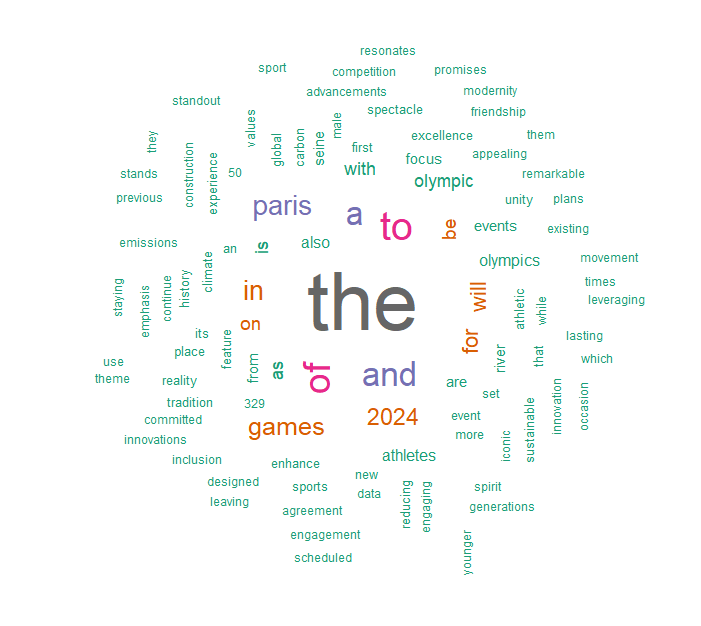 resonates
sport
competition
promises
advancements
modernity
standout
spectacle
friendship
values
male
they
global
carbon
seine
excellence
them
first
construction
experience
50
with
focus
appealing
stands
olympic
remarkable
previous
paris
a
to
be
unity
plans
events
existing
emissions
an
is
also
olympics
movement
climate
history
continue
emphasis
staying
in
the
will
athletic
while
times
leveraging
on
its
for
lasting
feature
place
from
as
of
and
river
that
which
use
theme
reality
are
set
tradition
329
2024
event
innovation
occasion
committed
games
more
iconic
sustainable
innovations
athletes
inclusion
enhance
new
designed
sports
data
reducing
engaging
spirit
leaving
agreement
generations
engagement
younger
scheduled